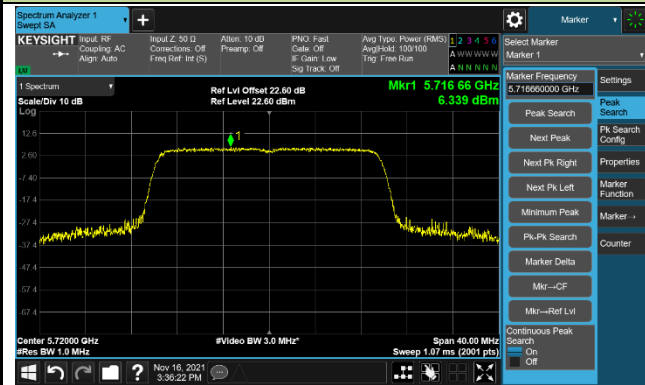 Spectrum Analyzer 1
Swept SA
Marker
KEYSIGHT
Input: RF
Coupling: AC
Align: Auto
Input Z: 50 Ω
Corrections: Off
Freq Ref: Int (S)
Atten: 10 dB
Preamp: Off
PNO: Fast
Gate: Off
IF Gain: Low
Sig Track: Off
Avg Type: Power (RMS)
Avg|Hold: 100/100
Trig: Free Run
1 2 3 4 5 6
A W W W W W
A N N N N N
LXI
Select Marker
Marker 1
1 Spectrum
Scale/Div 10 dB
Log
Ref Lvl Offset 22.60 dB
Ref Level 22.60 dBm
Mkr1 5.716 66 GHz
6.339 dBm
12.6
2.60
-7.40
-17.4
-27.4
-37.4
-47.4
-57.4
-67.4
1
Center 5.72000 GHz
#Res BW 1.0 MHz
#Video BW 3.0 MHz*
Span 40.00 MHz
Sweep 1.07 ms (2001 pts)
Marker Frequency
5.716660000 GHz
Peak Search
Next Peak
Next Pk Right
Next Pk Left
Minimum Peak
Pk-Pk Search
Marker Delta
Mkr→CF
Mkr→Ref Lvl
Continuous Peak
Search
On
Off
Settings
Peak
Search
Pk Search
Config
Properties
Marker
Function
Marker→
Counter
Nov 16, 2021
3:36:22 PM